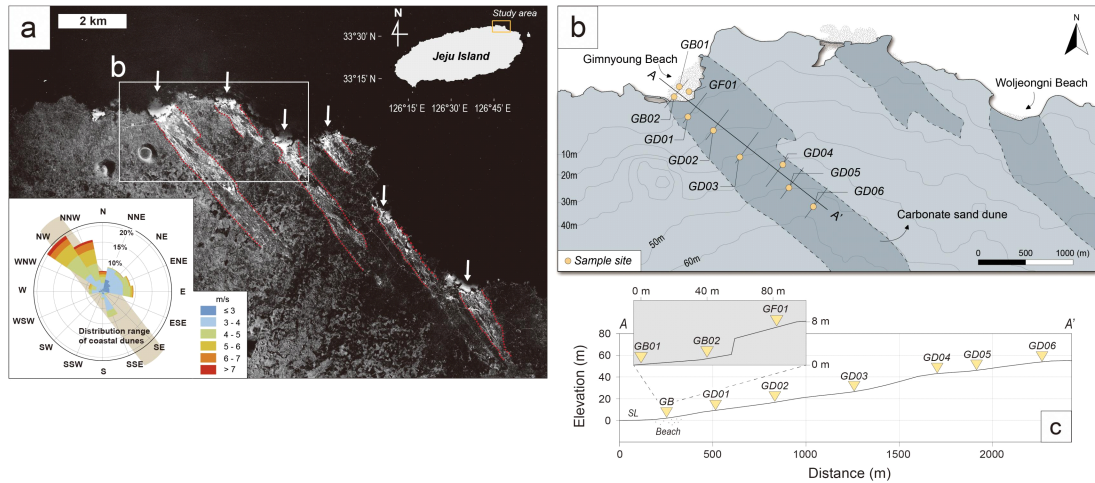 a
2 km
N
Study area
33°30′ N
33°15′ N
Jeju Island
126°15′ E
126°30′ E
126°45′ E
b
N
NNE
NE
ENE
E
ESE
SE
SSE
S
SSW
SW
WSW
W
WNW
NW
NNW
20%
15%
10%
Distribution range
of coastal dunes
m/s
≤ 3
3 - 4
4 - 5
5 - 6
6 - 7
> 7
b
N
GB01
Gimnyoung Beach
A
GF01
Woljeongni Beach
GB02
GD01
GD02
GD03
GD04
GD05
GD06
A'
10m
20m
30m
40m
50m
60m
Carbonate sand dune
Sample site
0
500
1000 (m)
0 m
40 m
80 m
A
A'
GF01
8 m
GB01
GB02
0 m
80
60
40
20
0
Elevation (m)
SL
GB
Beach
GD01
GD02
GD03
GD04
GD05
GD06
c
0
500
1000
1500
2000
Distance (m)